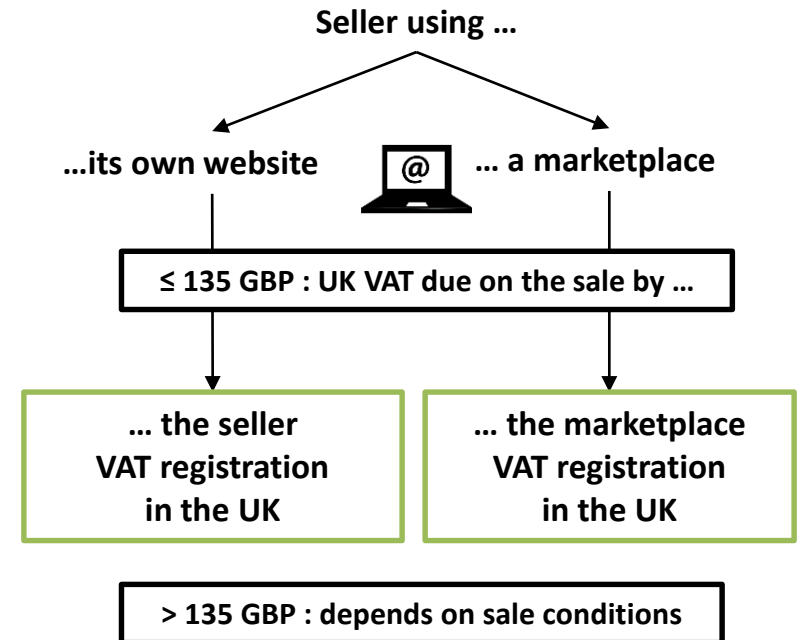 Seller using …
…its own website
@
… a marketplace
≤ 135 GBP : UK VAT due on the sale by …
… the seller
VAT registration
in the UK
… the marketplace
VAT registration
in the UK
> 135 GBP : depends on sale conditions